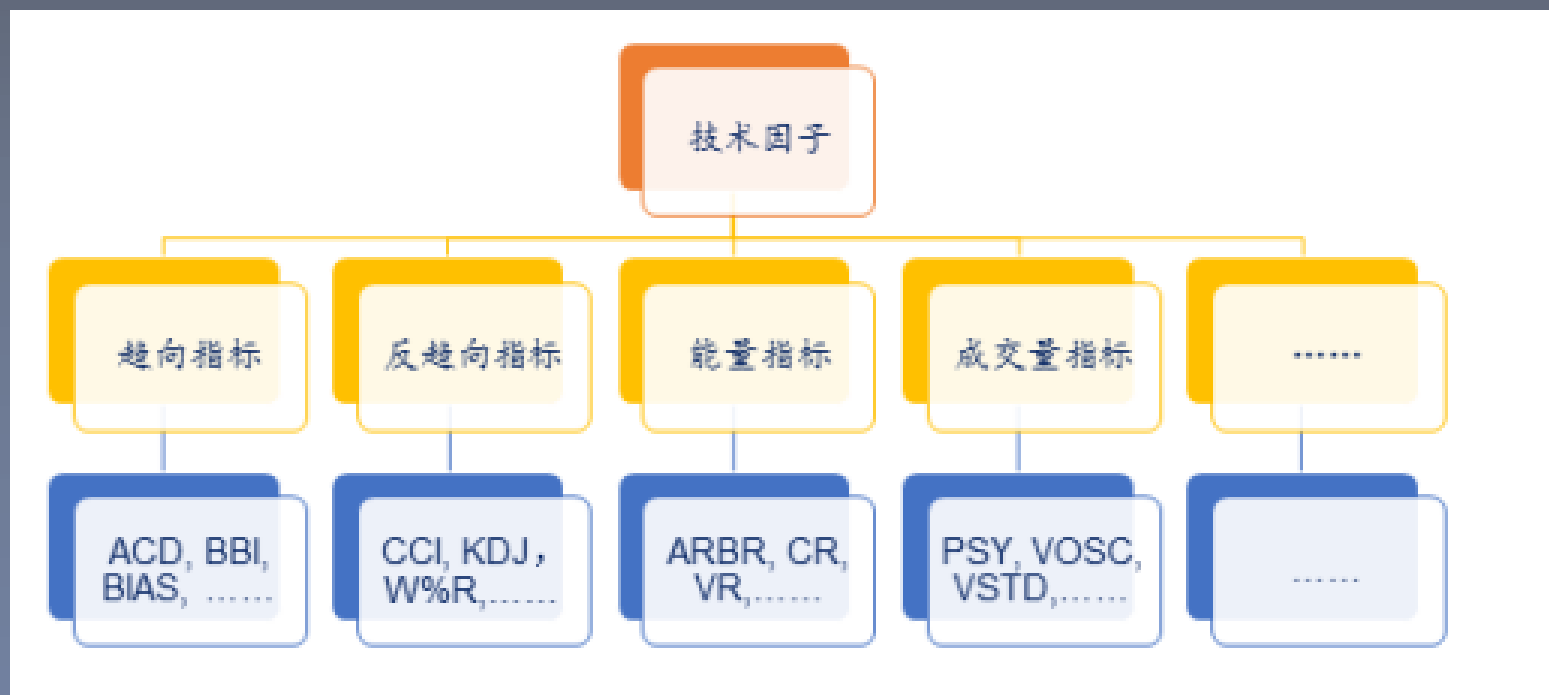 技术因子
趋向指标
反趋向指标
能量指标
成交量指标
......
ACD, BBI,
BIAS, ……
CCI, KDJ，
W%R,……
ARBR, CR,
VR,……
PSY, VOSC,
VSTD,……
……